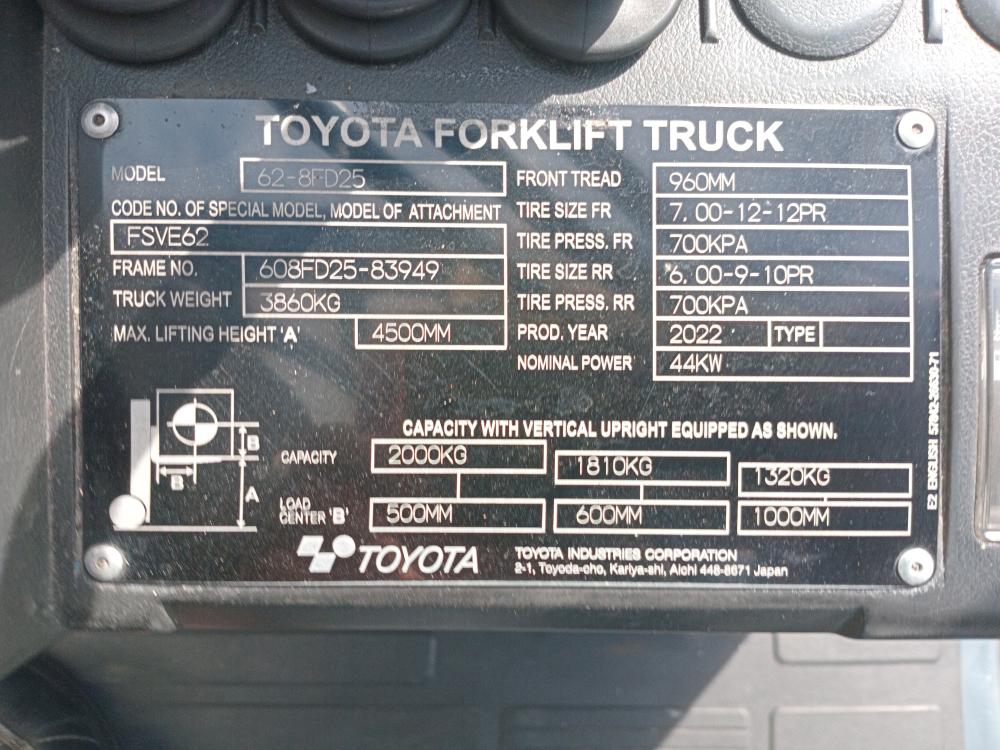 TOYOTA FORKLIFT TRUCK
MODEL 62-8FD25
CODE NO. OF SPECIAL MODEL, MODEL OF ATTACHMENT
FSVE62
FRAME NO. 608FD25-83949
TRUCK WEIGHT 3860KG
MAX. LIFTING HEIGHT 'A' 4500MM
FRONT TREAD 960MM
TIRE SIZE FR 7.00-12-12PR
TIRE PRESS. FR 700KPA
TIRE SIZE RR 6.00-9-10PR
TIRE PRESS. RR 700KPA
PROD. YEAR 2022 TYPE
NOMINAL POWER 44KW
B
B
A
CAPACITY WITH VERTICAL UPRIGHT EQUIPPED AS SHOWN.
CAPACITY 2000KG 1810KG 1320KG
LOAD
CENTER 'B' 500MM 600MM 1000MM
TOYOTA
TOYOTA INDUSTRIES CORPORATION
2-1, Toyoda-cho, Kariya-shi, Aichi 448-8671 Japan
E2 ENGLISH